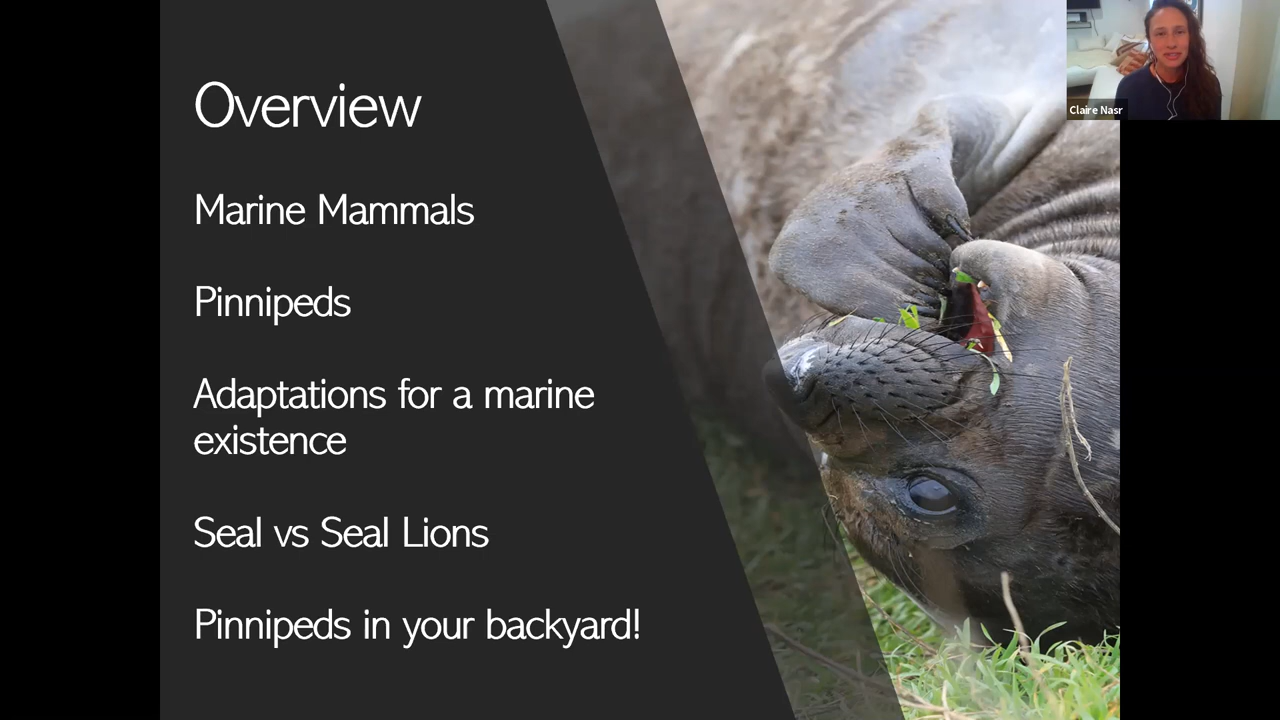 Overview
Marine Mammals
Pinnipeds
Adaptations for a marine
existence
Seal vs Seal Lions
Pinnipeds in your backyard!
Claire Nasr